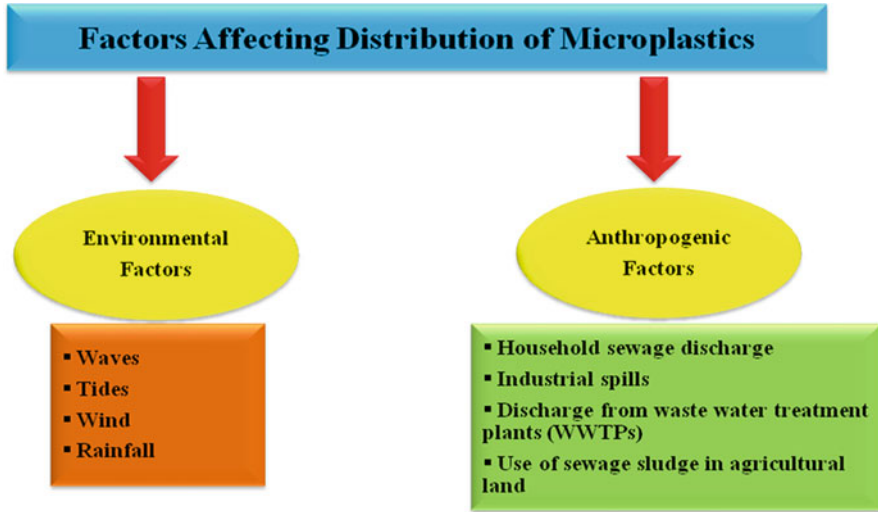 Factors Affecting Distribution of Microplastics
Environmental
Factors
▪ Waves
▪ Tides
▪ Wind
▪ Rainfall
Anthropogenic
Factors
▪ Household sewage discharge
▪ Industrial spills
▪ Discharge from waste water treatment
plants (WWTPs)
▪ Use of sewage sludge in agricultural
land